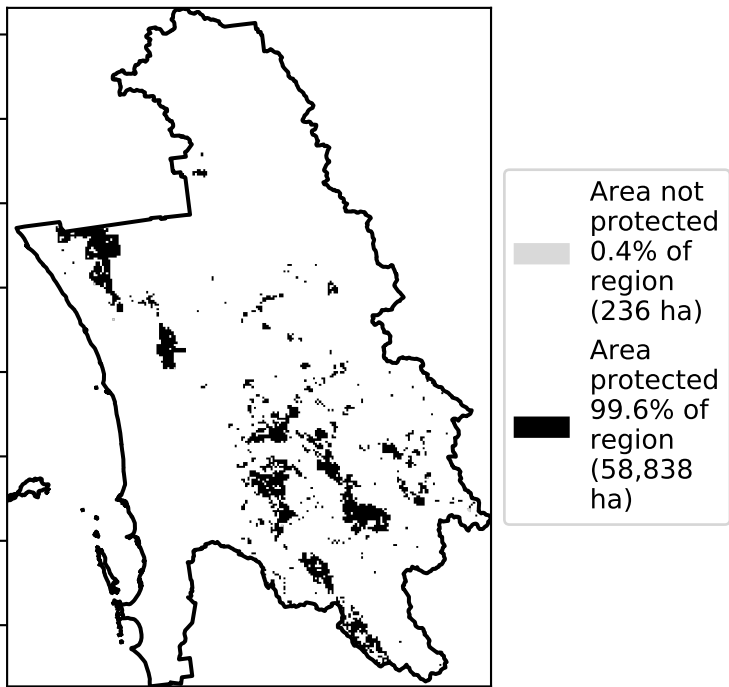 Area not
protected
0.4% of
region
(236 ha)
Area
protected
99.6% of
region
(58,838
ha)